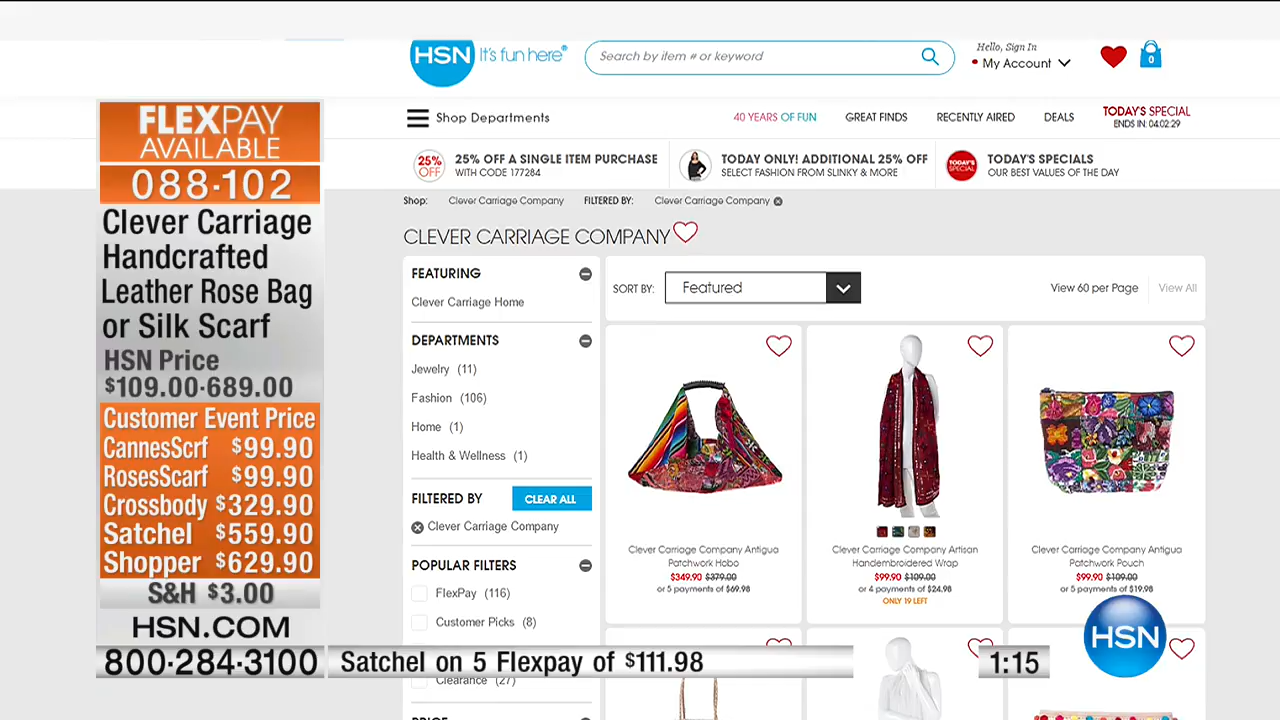 HSN It's fun here®
Search by item # or keyword
Hello, Sign In
My Account
0
Shop Departments
40 YEARS OF FUN
GREAT FINDS
RECENTLY AIRED
DEALS
TODAY'S SPECIAL
ENDS IN: 04:02:29
25% OFF
25% OFF A SINGLE ITEM PURCHASE
WITH CODE 177284
TODAY ONLY! ADDITIONAL 25% OFF
SELECT FASHION FROM SLINKY & MORE
TODAY'S SPECIAL
TODAY'S SPECIALS
OUR BEST VALUES OF THE DAY
Shop: Clever Carriage Company FILTERED BY: Clever Carriage Company
CLEVER CARRIAGE COMPANY
FLEXPAY
AVAILABLE
088-102
Clever Carriage
Handcrafted
Leather Rose Bag
or Silk Scarf
HSN Price
$109.00-689.00
Customer Event Price
CannesScrf $99.90
RosesScarf $99.90
Crossbody $329.90
Satchel $559.90
Shopper $629.90
S&H $3.00
HSN.COM
800-284-3100
FEATURING
Clever Carriage Home
DEPARTMENTS
Jewelry (11)
Fashion (106)
Home (1)
Health & Wellness (1)
FILTERED BY
CLEAR ALL
Clever Carriage Company
POPULAR FILTERS
FlexPay (116)
Customer Picks (8)
Clearance (27)
PRICE
SORT BY: Featured
View 60 per Page
View All
Clever Carriage Company Antigua
Patchwork Hobo
$349.90 $379.00
or 5 payments of $69.98
Clever Carriage Company Artisan
Handembroidered Wrap
$99.90 $109.00
or 4 payments of $24.98
ONLY 19 LEFT
Clever Carriage Company Antigua
Patchwork Pouch
$99.90 $109.00
or 5 payments of $19.98
HSN
Satchel on 5 Flexpay of $111.98
1:15